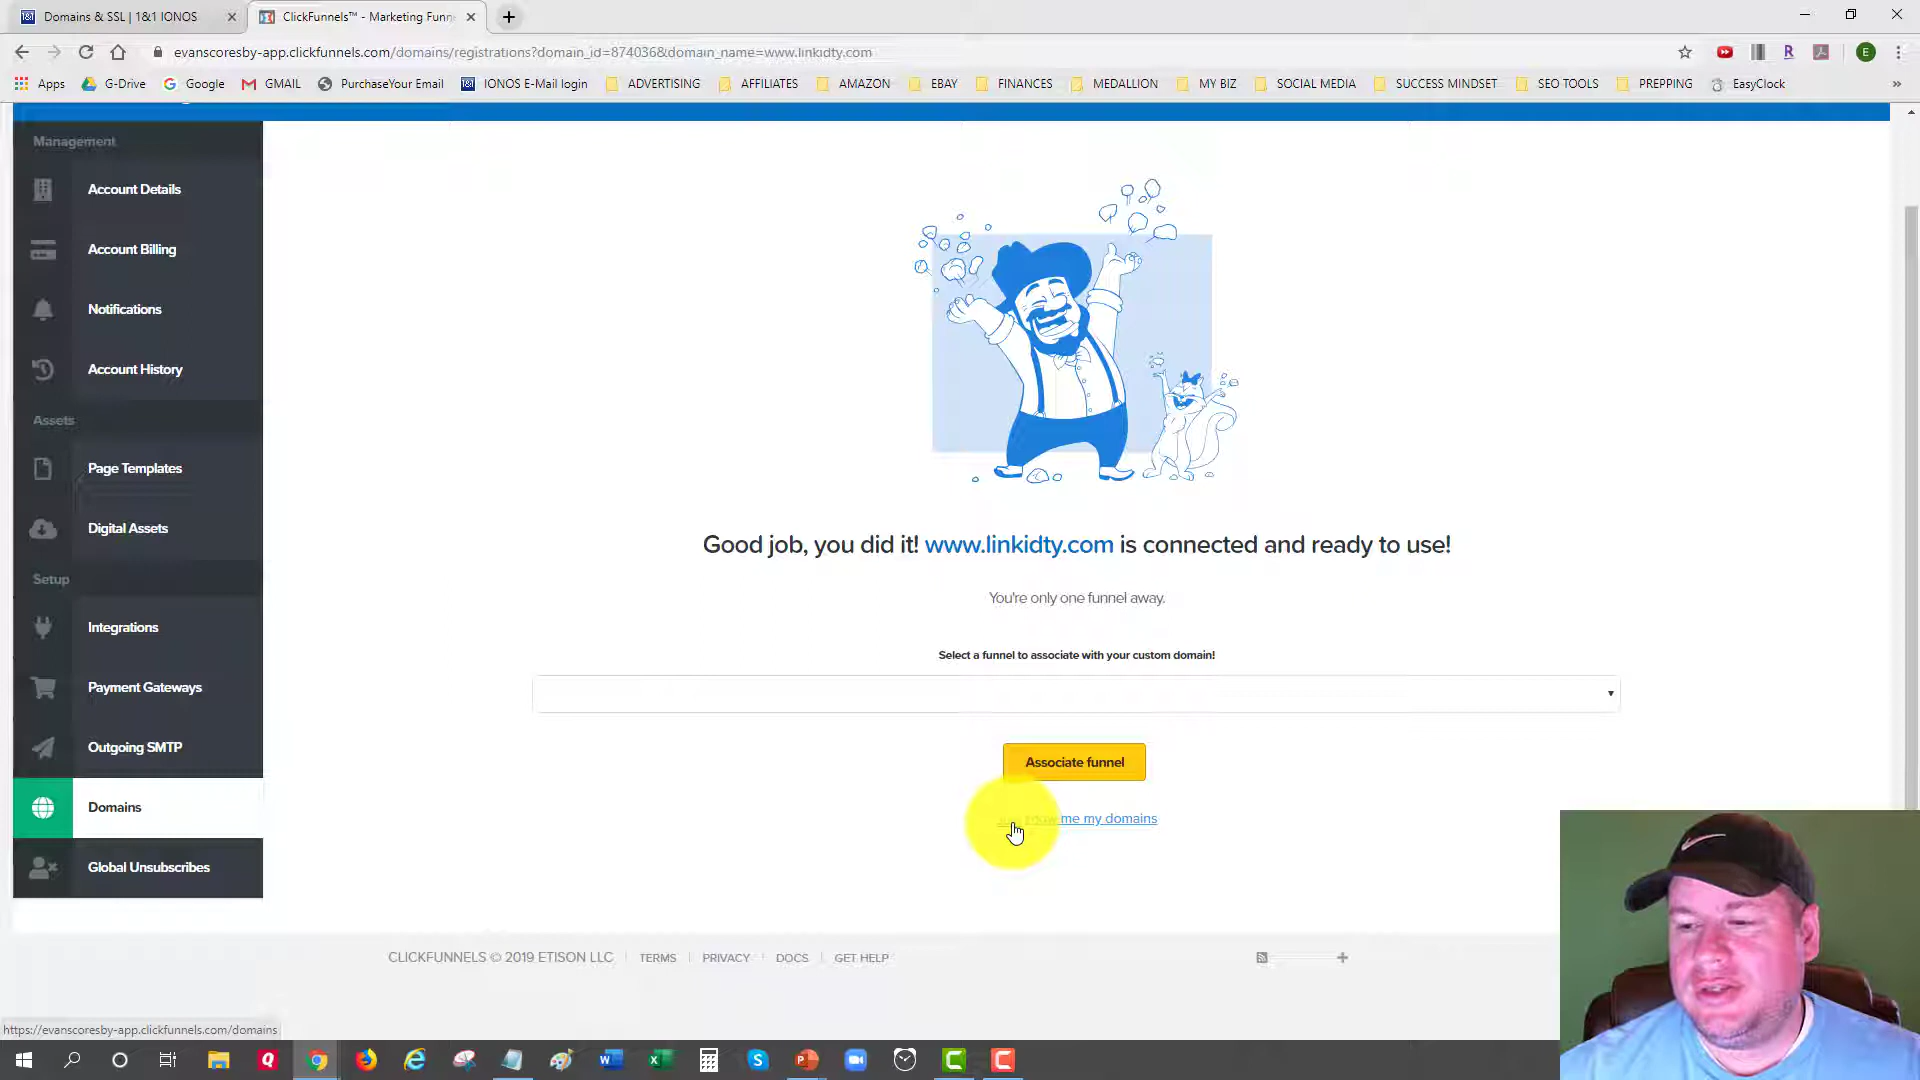 Domains & SSL | 1&1 IONOS
ClickFunnels™ - Marketing Funn
evanscoresby-app.clickfunnels.com/domains/registrations?domain_id=874036&domain_name=www.linkidty.com
E
Apps G-Drive Google GMAIL PurchaseYour Email IONOS E-Mail login ADVERTISING AFFILIATES AMAZON EBAY FINANCES MEDALLION MY BIZ SOCIAL MEDIA SUCCESS MINDSET SEO TOOLS PREPPING EasyClock »
Management
Account Details
Account Billing
Notifications
Account History
Assets
Page Templates
Digital Assets
Setup
Integrations
Payment Gateways
Outgoing SMTP
Domains
Global Unsubscribes
Good job, you did it! www.linkidty.com is connected and ready to use!
You're only one funnel away.
Select a funnel to associate with your custom domain!
Associate funnel
me my domains
CLICKFUNNELS © 2019 ETISON LLC TERMS PRIVACY DOCS GET HELP
https://evanscoresby-app.clickfunnels.com/domains